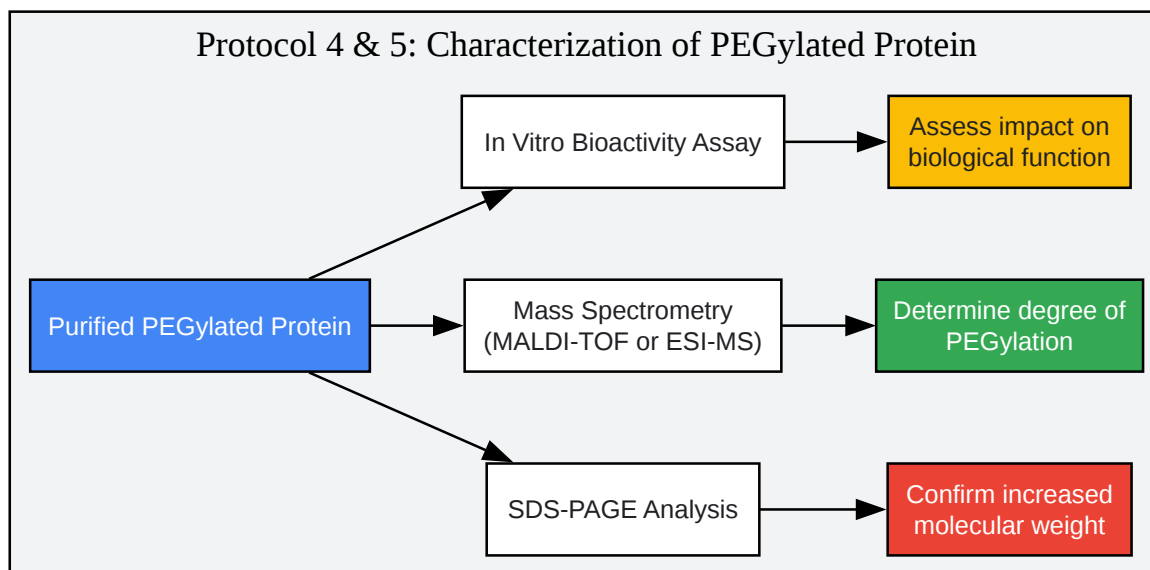 Protocol 4 & 5: Characterization of PEGylated Protein
In Vitro Bioactivity Assay
Assess impact on
biological function
Purified PEGylated Protein
Mass Spectrometry
(MALDI-TOF or ESI-MS)
Determine degree of
PEGylation
SDS-PAGE Analysis
Confirm increased
molecular weight